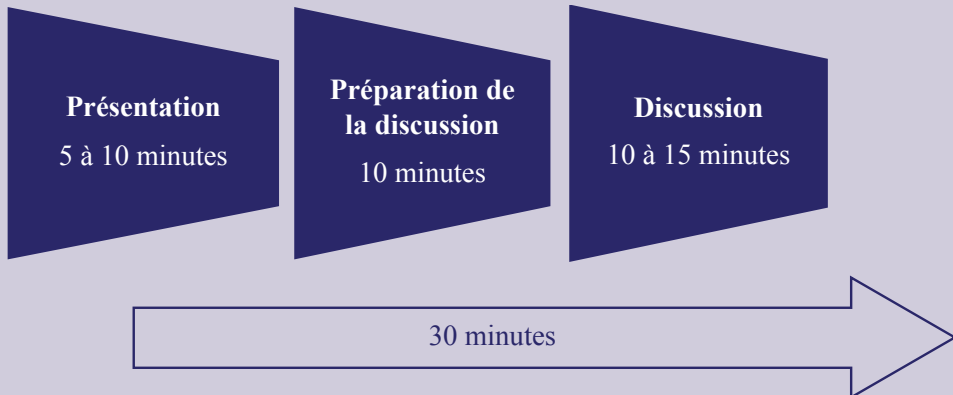 Présentation
5 à 10 minutes
Préparation de
la discussion
10 minutes
Discussion
10 à 15 minutes
30 minutes